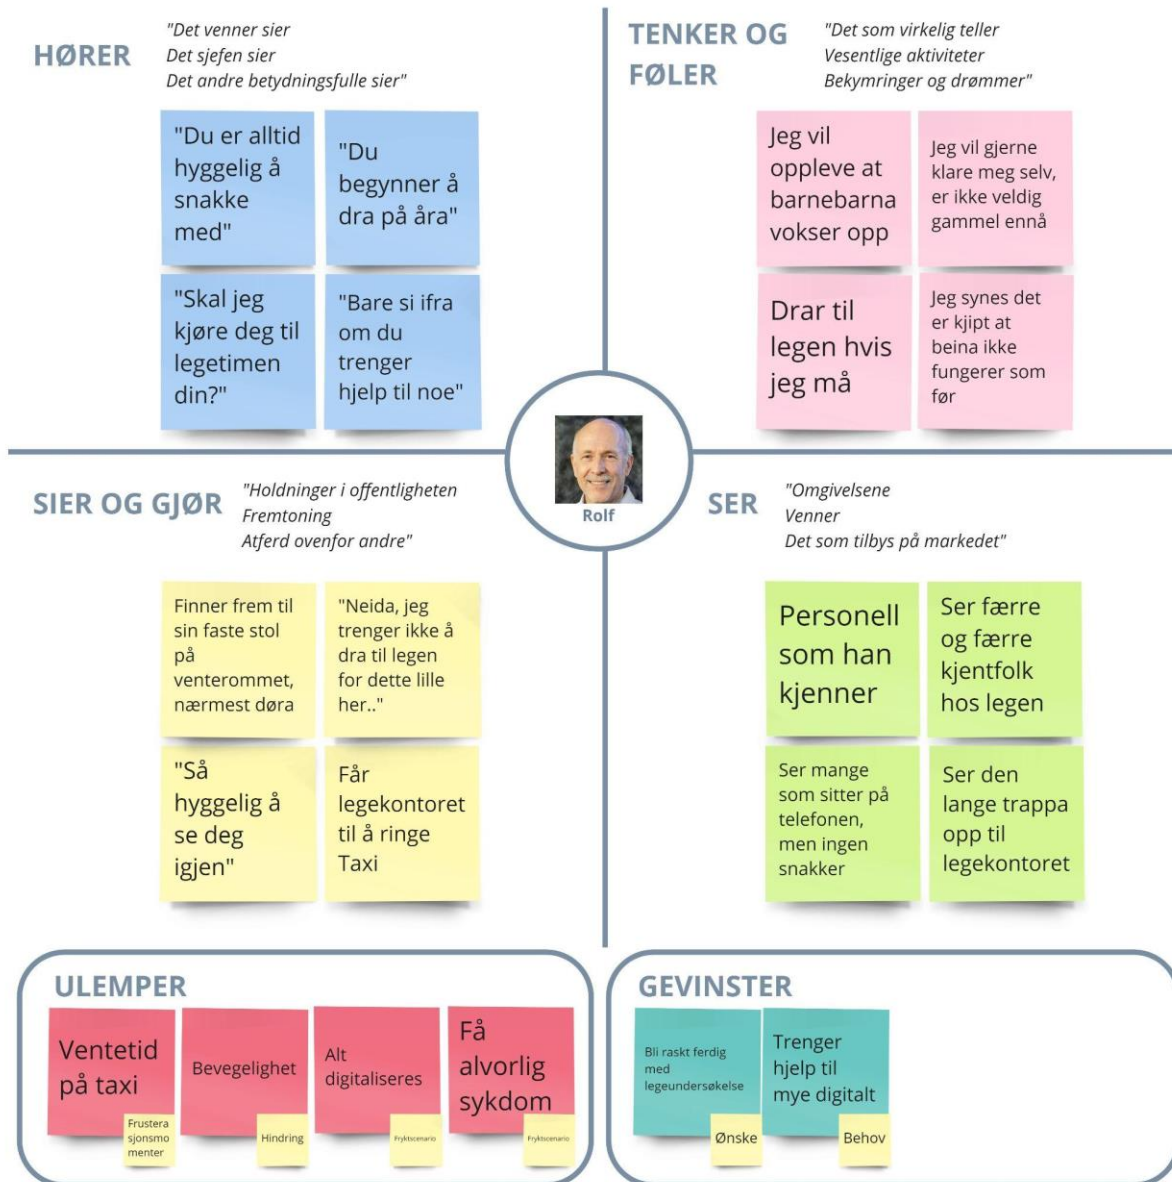 HØRER
"Det venner sier
Det sjefen sier
Det andre betydningsfulle sier"
"Du er alltid
hyggelig å
snakke
med"
"Du
begynner å
dra på åra"
"Skal jeg
kjøre deg til
legetimen
din?"
"Bare si ifra
om du
trenger
hjelp til noe"
TENKER OG
FØLER
"Det som virkelig teller
Vesentlige aktiviteter
Bekymringer og drømmer"
Jeg vil
oppleve at
barnebarna
vokser opp
Jeg vil gjerne
klare meg selv,
er ikke veldig
gammel ennå
Drar til
legen hvis
jeg må
Jeg synes det
er kjipt at
beina ikke
fungerer som
før
Rolf
SIER OG GJØR
"Holdninger i offentligheten
Fremtoning
Atferd ovenfor andre"
Finner frem til
sin faste stol
på
venterommet,
nærmest døra
"Neida, jeg
trenger ikke å
dra til legen
for dette lille
her.."
"Så
hyggelig å
se deg
igjen"
Får
legekontoret
til å ringe
Taxi
SER
"Omgivelsene
Venner
Det som tilbys på markedet"
Personell
som han
kjenner
Ser færre
og færre
kjentfolk
hos legen
Ser mange
som sitter på
telefonen,
men ingen
snakker
Ser den
lange trappa
opp til
legekontoret
ULEMPER
Ventetid
på taxi
Frustera
sjonsmo
menter
Bevegelighet
Hindring
Alt
digitaliseres
Fryktscenario
Få
alvorlig
sykdom
Fryktscenario
GEVINSTER
Bli raskt ferdig
med
legeundersøkelse
Ønske
Trenger
hjelp til
mye digitalt
Behov